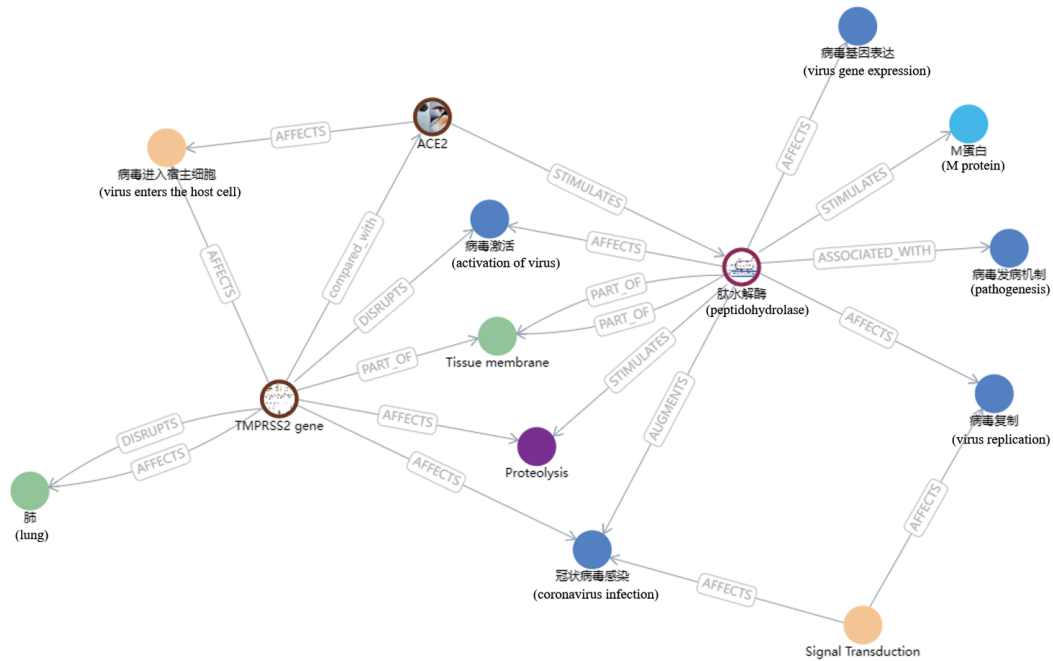 病毒基因表达
(virus gene expression)
AFFECTS
ACE2
AFFECTS
M蛋白
(M protein)
病毒进入宿主细胞
(virus enters the host cell)
STIMULATES
STIMULATES
AFFECTS
compared_with
病毒激活
(activation of virus)
AFFECTS
ASSOCIATED_WITH
病毒发病机制
(pathogenesis)
肽水解酶
(peptidohydrolase)
DISRUPTS
PART_OF
PART_OF
AFFECTS
Tissue membrane
PART_OF
STIMULATES
AUGMENTS
TMPRSS2 gene
AFFECTS
病毒复制
(virus replication)
DISRUPTS
AFFECTS
Proteolysis
AFFECTS
肺
(lung)
AFFECTS
冠状病毒感染
(coronavirus infection)
AFFECTS
Signal Transduction